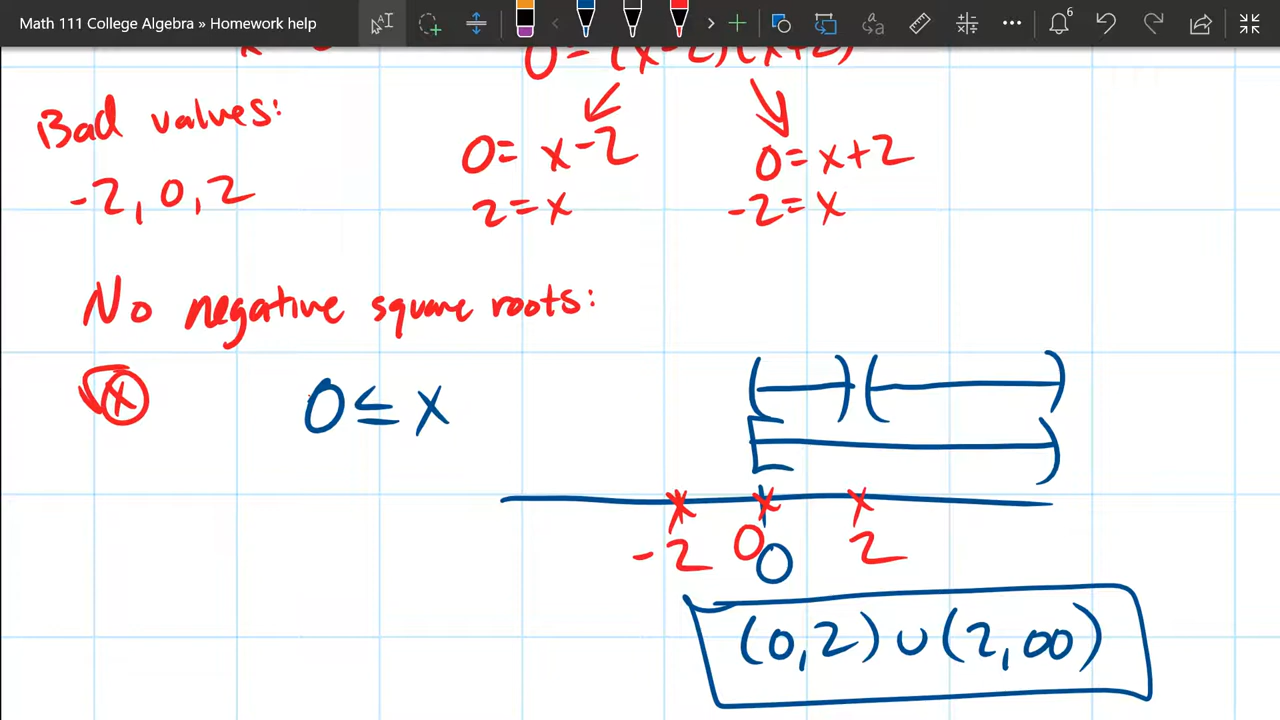 Math 111 College Algebra » Homework help
6
0=(x-2)(x+2)
Bad values:
-2, 0, 2
0= x-2
2=x
0=x+2
-2=x
No negative square roots:
√x
0≤x
-2
0
0
2
(0,2)∪(2,∞)